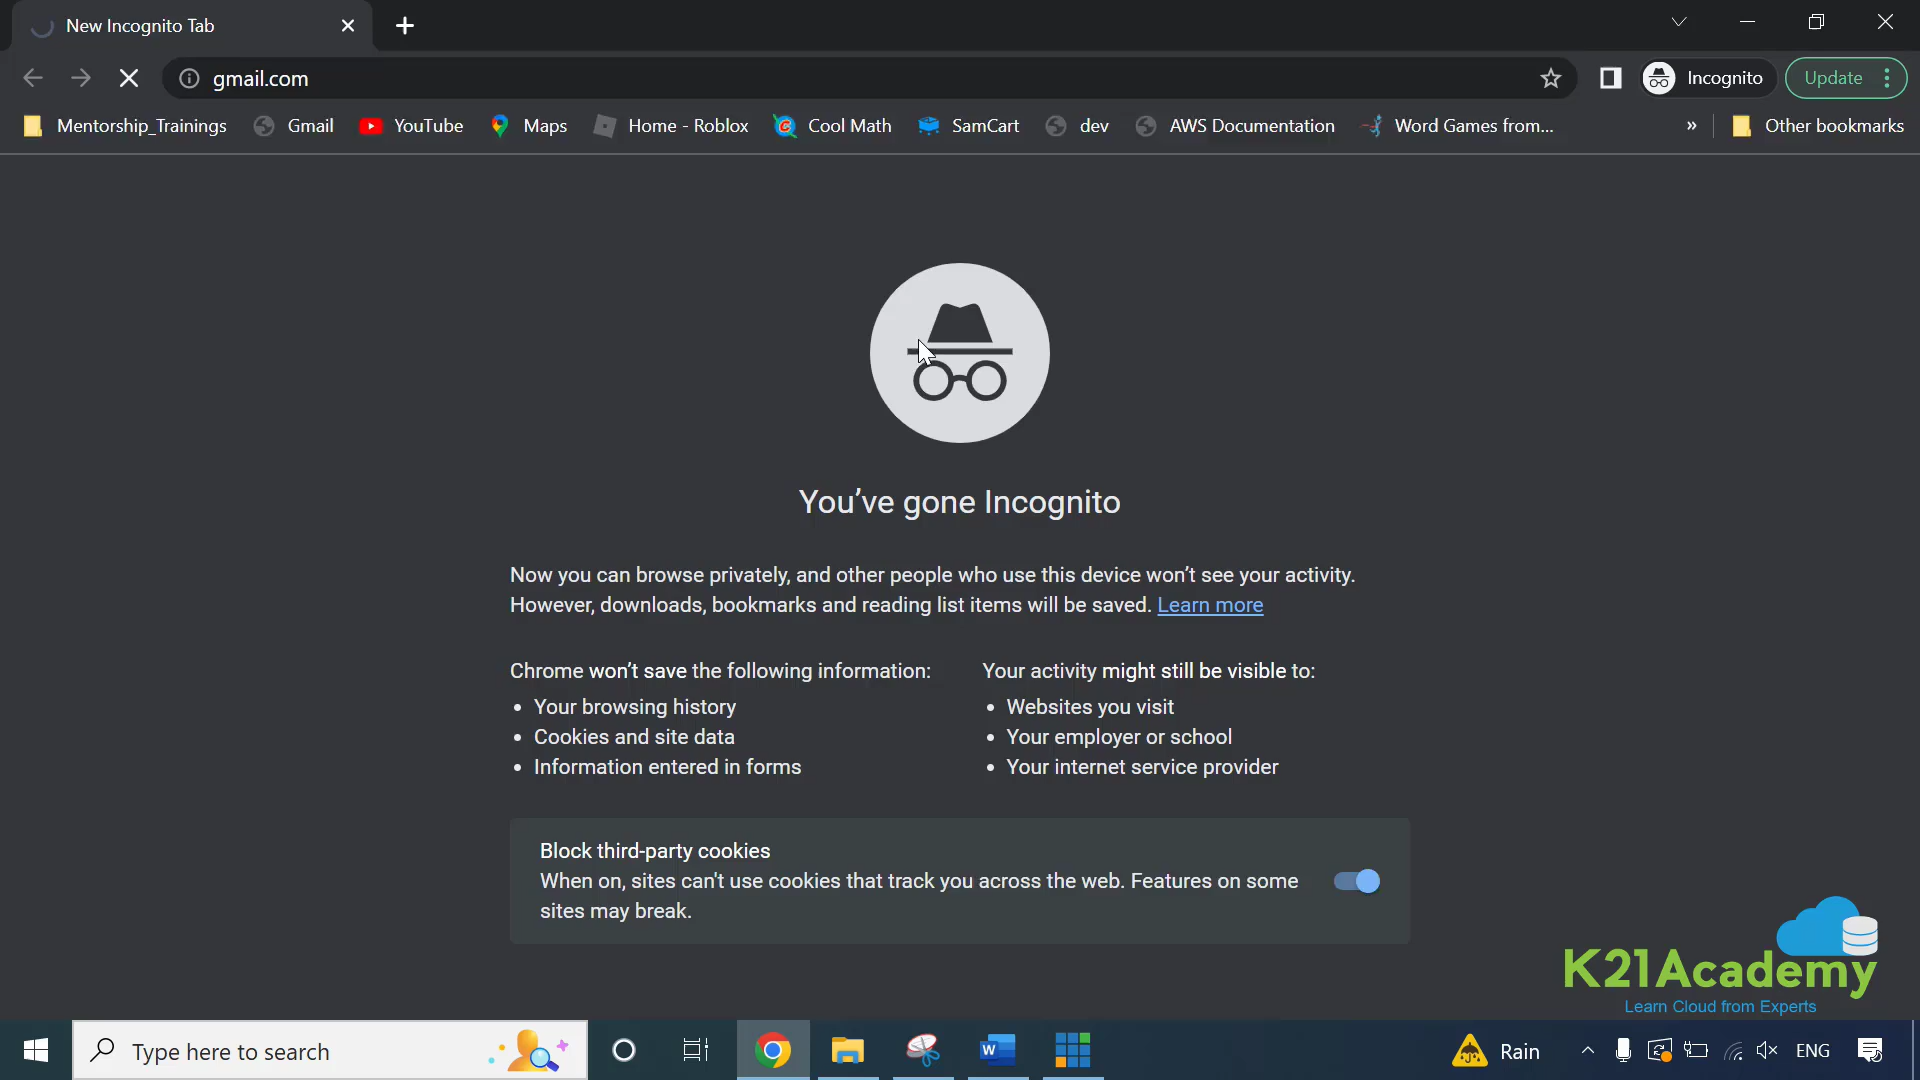 New Incognito Tab
gmail.com
Incognito
Update
Mentorship_Trainings
Gmail
YouTube
Maps
Home - Roblox
Cool Math
SamCart
dev
AWS Documentation
Word Games from...
»
Other bookmarks
You've gone Incognito
Now you can browse privately, and other people who use this device won't see your activity.
However, downloads, bookmarks and reading list items will be saved. Learn more
Chrome won't save the following information:
• Your browsing history
• Cookies and site data
• Information entered in forms
Your activity might still be visible to:
• Websites you visit
• Your employer or school
• Your internet service provider
Block third-party cookies
When on, sites can't use cookies that track you across the web. Features on some
sites may break.
K21Academy
Learn Cloud from Experts
Type here to search
Rain
ENG